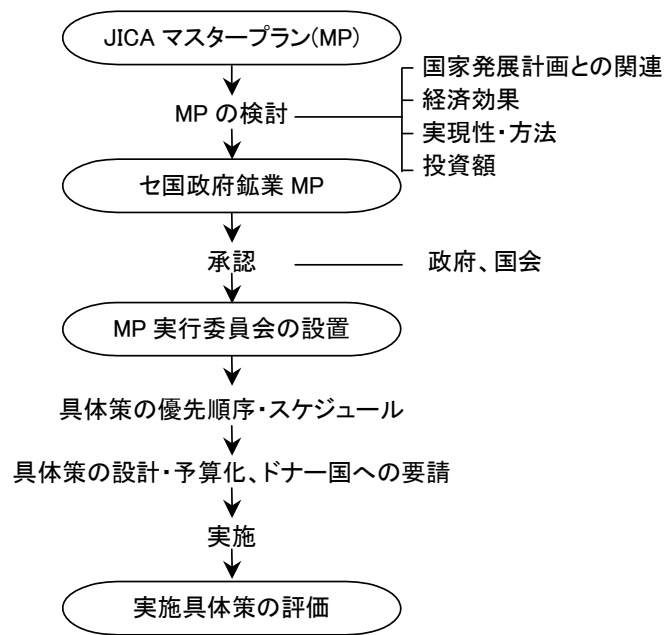 JICA マスタープラン(MP)
MP の検討
国家発展計画との関連
経済効果
実現性・方法
投資額
セ国政府鉱業 MP
承認
政府、国会
MP 実行委員会の設置
具体策の優先順序・スケジュール
具体策の設計・予算化、ドナー国への要請
実施
実施具体策の評価